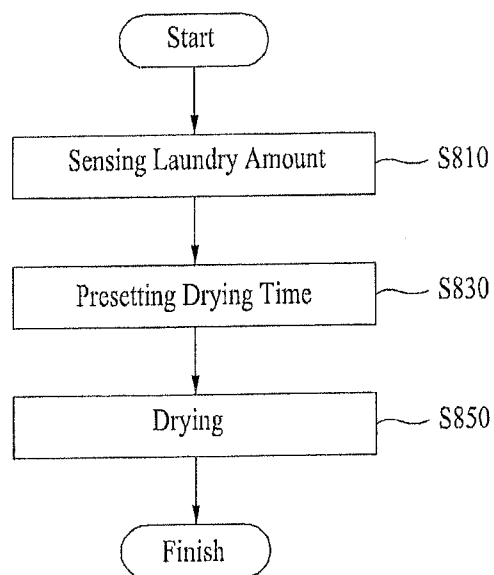 Start
Sensing Laundry Amount
S810
Presetting Drying Time
S830
Drying
S850
Finish